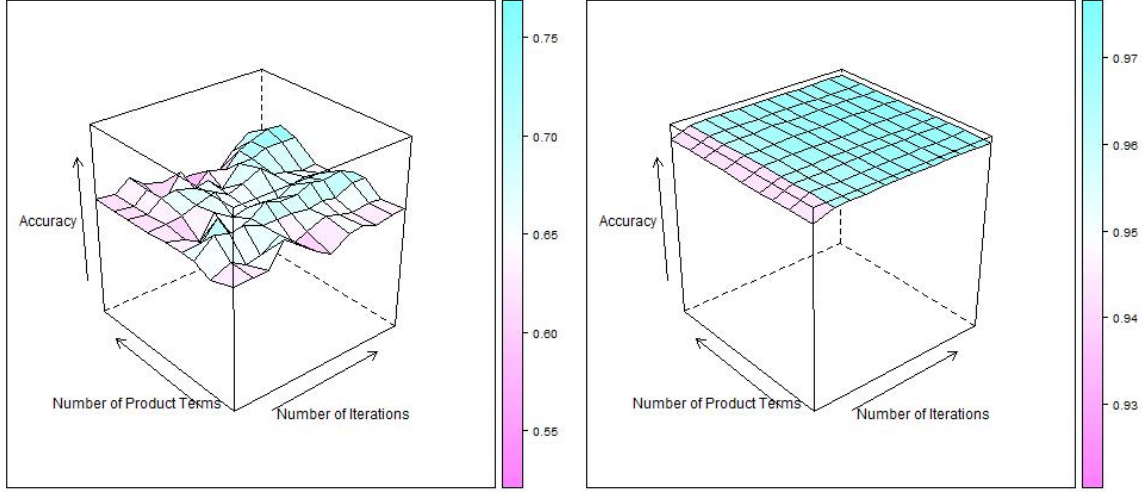 Accuracy
Number of Product Terms
Number of Iterations
0.75
0.70
0.65
0.60
0.55
Accuracy
Number of Product Terms
Number of Iterations
0.97
0.96
0.95
0.94
0.93